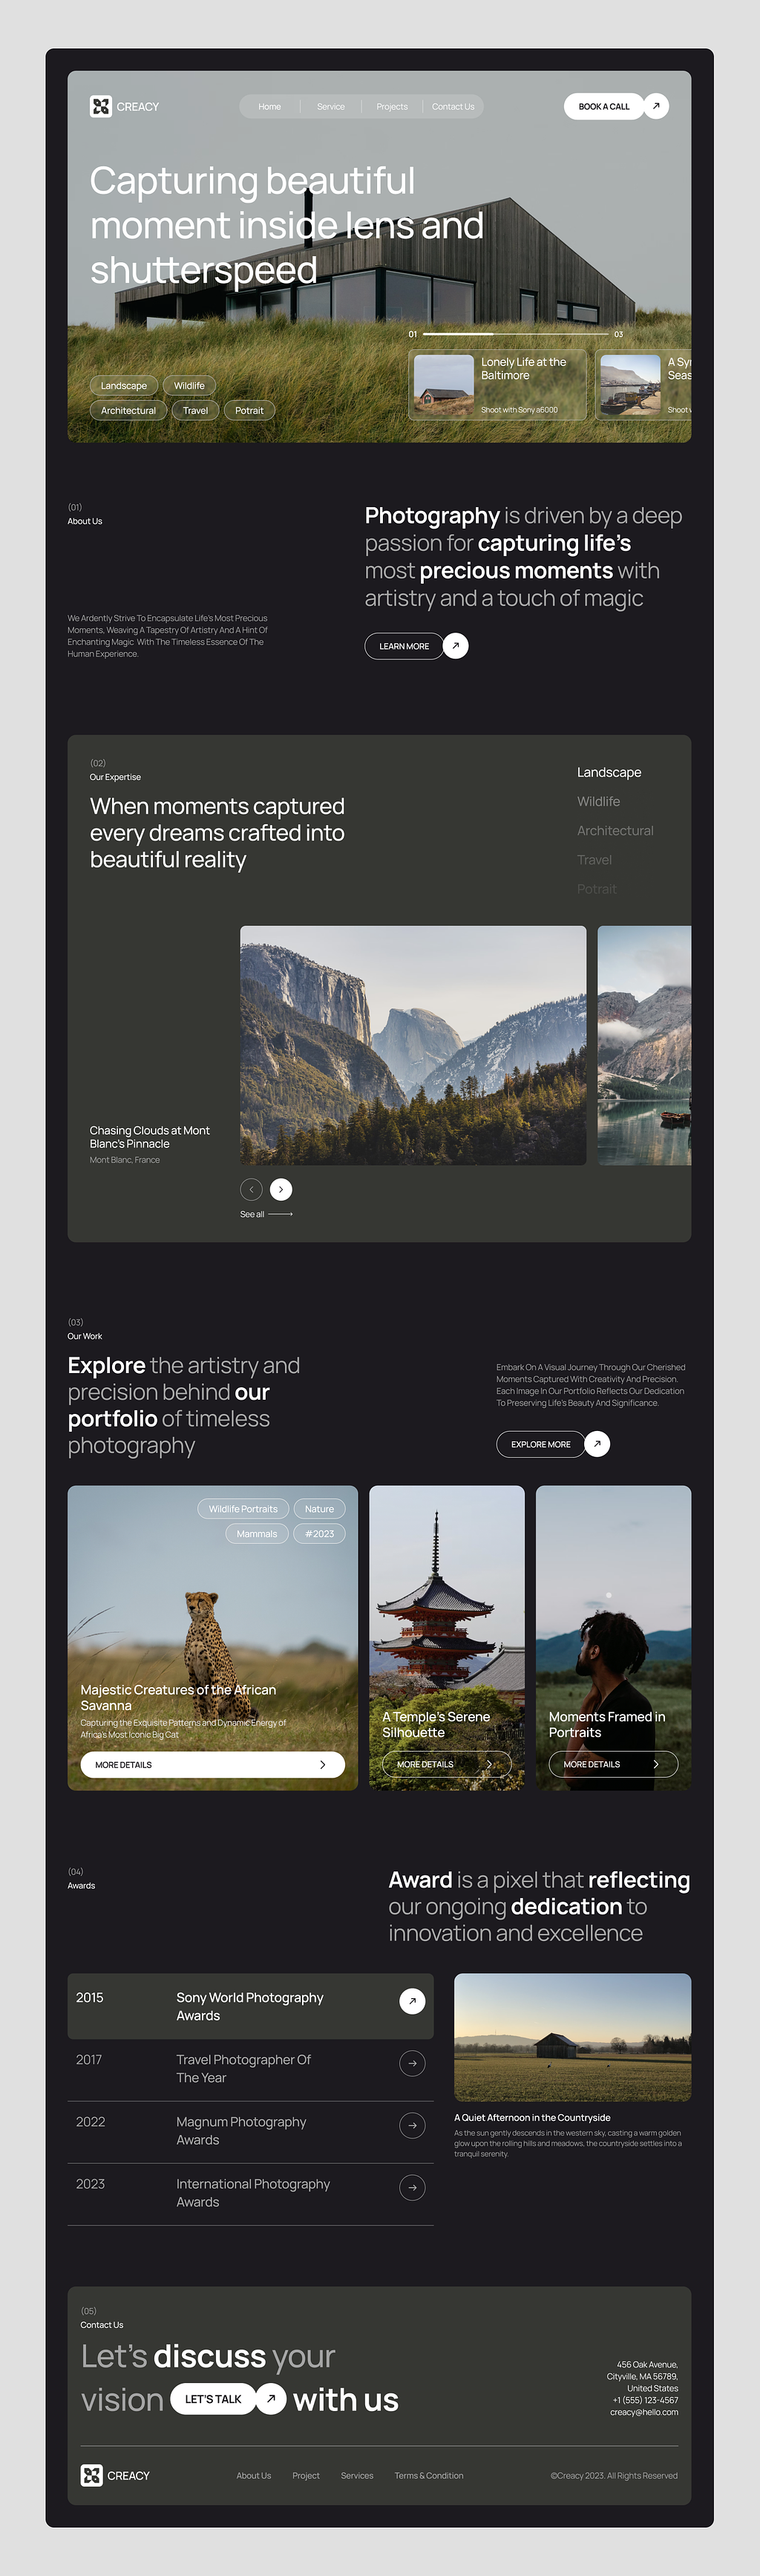 CREACY
Home
Service
Projects
Contact Us
BOOK A CALL
Capturing beautiful
moment inside lens and
shutterspeed
01
03
Landscape
Wildlife
Architectural
Travel
Potrait
Lonely Life at the
Baltimore
Shoot with Sony a6000
A Sy
Seas
Shoot
(01)
About Us
Photography is driven by a deep
passion for capturing life's
most precious moments with
artistry and a touch of magic
We Ardently Strive To Encapsulate Life's Most Precious
Moments, Weaving A Tapestry Of Artistry And A Hint Of
Enchanting Magic With The Timeless Essence Of The
Human Experience.
LEARN MORE
(02)
Our Expertise
When moments captured
every dreams crafted into
beautiful reality
Landscape
Wildlife
Architectural
Travel
Potrait
Chasing Clouds at Mont
Blanc's Pinnacle
Mont Blanc, France
See all
(03)
Our Work
Explore the artistry and
precision behind our
portfolio of timeless
photography
Embark On A Visual Journey Through Our Cherished
Moments Captured With Creativity And Precision.
Each Image In Our Portfolio Reflects Our Dedication
To Preserving Life's Beauty And Significance.
EXPLORE MORE
Wildlife Portraits
Nature
Mammals
#2023
Majestic Creatures of the African
Savanna
Capturing the Exquisite Patterns and Dynamic Energy of
Africa's Most Iconic Big Cat
MORE DETAILS
A Temple's Serene
Silhouette
MORE DETAILS
Moments Framed in
Portraits
MORE DETAILS
(04)
Awards
Award is a pixel that reflecting
our ongoing dedication to
innovation and excellence
2015
Sony World Photography
Awards
2017
Travel Photographer Of
The Year
2022
Magnum Photography
Awards
2023
International Photography
Awards
A Quiet Afternoon in the Countryside
As the sun gently descends in the western sky, casting a warm golden
glow upon the rolling hills and meadows, the countryside settles into a
tranquil serenity.
(05)
Contact Us
Let's discuss your
vision LET'S TALK with us
456 Oak Avenue,
Cityville, MA 56789,
United States
+1 (555) 123-4567
creacy@hello.com
CREACY
About Us
Project
Services
Terms & Condition
©Creacy 2023. All Rights Reserved